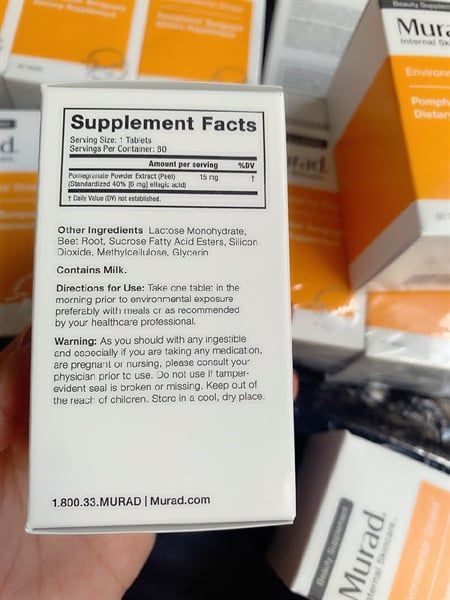 Supplement Facts
Serving Size: 1 Tablets
Servings Per Container: 60
Amount per serving %DV
Pomegranate Powder Extract (Peel) 15 mg †
(Standardized 40% [6 mg] ellagic acid)
† Daily Value (DV) not established.
Other Ingredients Lactose Monohydrate,
Beet Root, Sucrose Fatty Acid Esters, Silicon
Dioxide, Methylcellulose, Glycerin
Contains Milk.
Directions for Use: Take one tablet in the
morning prior to environmental exposure
preferably with meals or as recommended
by your healthcare professional.
Warning: As you should with any ingestible
and especially if you are taking any medication,
are pregnant or nursing, please consult your
physician prior to use. Do not use if tamper-
evident seal is broken or missing. Keep out of
the reach of children. Store in a cool, dry place.
1.800.33.MURAD | Murad.com
Beauty Supplement
Murad.
Internal Skincare.
Environmental Shield